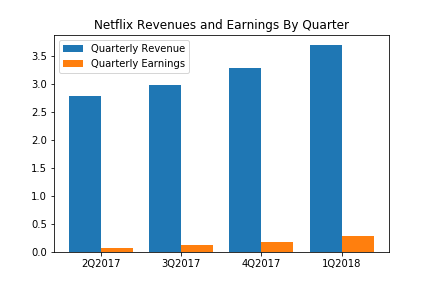 Netflix Revenues and Earnings By Quarter
Quarterly Revenue
Quarterly Earnings
3.5
3.0
2.5
2.0
1.5
1.0
0.5
0.0
2Q2017 3Q2017 4Q2017 1Q2018